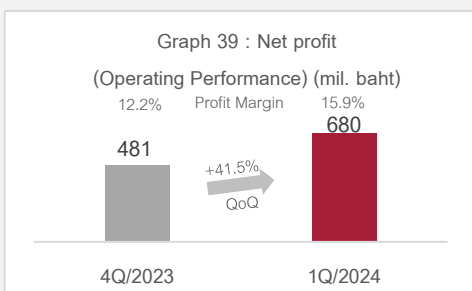 Graph 39 : Net profit
(Operating Performance) (mil. baht)
12.2% Profit Margin 15.9%
481 680
+41.5%
QoQ
4Q/2023 1Q/2024